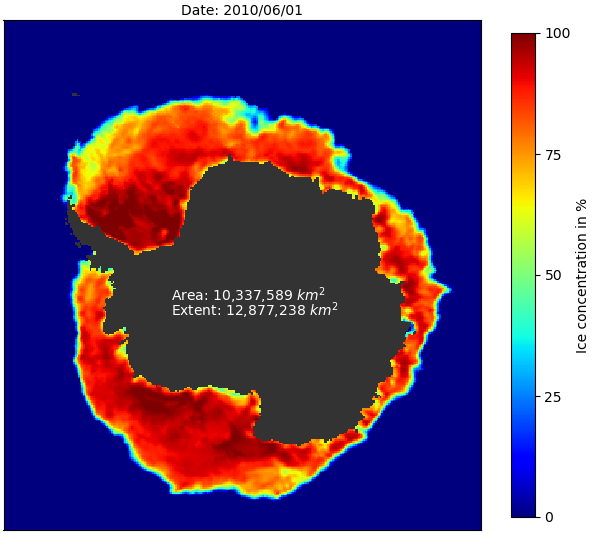 Date: 2010/06/01
Area: 10,337,589 km²
Extent: 12,877,238 km²
100
75
50
25
0
Ice concentration in %